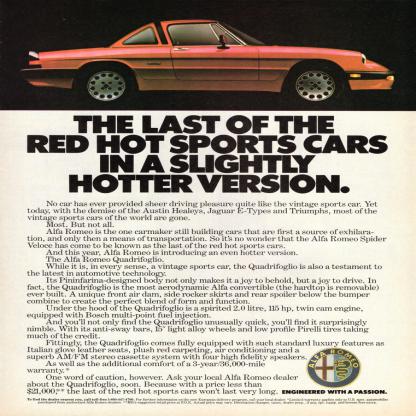 THE LAST OF THE
RED HOT SPORTS CARS
IN A SLIGHTLY
HOTTER VERSION.
No car has ever provided sheer driving pleasure quite like the vintage sports car. Yet
today, with the demise of the Austin Healeys, Jaguar E-Types and Triumphs, most of the
vintage sports cars of the world are gone.
Most. But not all.
Alfa Romeo is the one carmaker still building cars that are first a source of exhilara-
tion, and only then a means of transportation. So it's no wonder that the Alfa Romeo Spider
Veloce has come to be known as the last of the red hot sports cars.
And this year, Alfa Romeo is introducing an even hotter version.
The Alfa Romeo Quadrifoglio.
While it is, in every sense, a vintage sports car, the Quadrifoglio is also a testament to
the latest in automotive technology.
Its Pininfarina-designed body not only makes it a joy to behold, but a joy to drive. In
fact, the Quadrifoglio is the most aerodynamic Alfa convertible (the hardtop is removable)
ever built. A unique front air dam, side rocker skirts and rear spoiler below the bumper
combine to create the perfect blend of form and function.
Under the hood of the Quadrifoglio is a spirited 2.0 litre, 115 hp, twin cam engine,
equipped with Bosch multi-point fuel injection.
And you'll not only find the Quadrifoglio unusually quick, you'll find it surprisingly
nimble. With its anti-sway bars, 15" light alloy wheels and low profile Pirelli tires taking
much of the credit.
Fittingly, the Quadrifoglio comes fully equipped with such standard luxury features as
Italian glove leather seats, plush red carpeting, air conditioning and a
superb AM/FM stereo cassette system with four high fidelity speakers.
As well as the additional comfort of a 3-year/36,000-mile
warranty.*
One word of caution, however. Ask your local Alfa Romeo dealer
about the Quadrifoglio, soon. Because with a price less than
$21,000,** the last of the red hot sports cars won't last very long.
ALFA ROMEO
ENGINEERED WITH A PASSION.